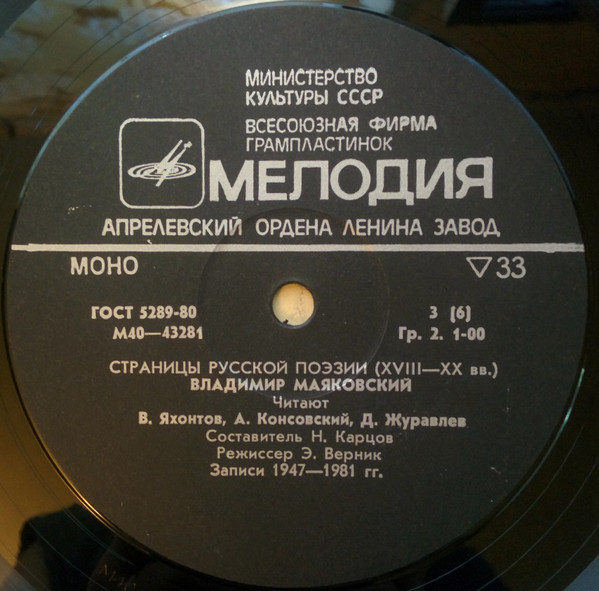 МИНИСТЕРСТВО
КУЛЬТУРЫ СССР
ВСЕСОЮЗНАЯ ФИРМА
ГРАМПЛАСТИНОК
МЕЛОДИЯ
АПРЕЛЕВСКИЙ ОРДЕНА ЛЕНИНА ЗАВОД
МОНО ▽33
ГОСТ 5289-80 3 (6)
М40—43281 Гр. 2. 1-00
СТРАНИЦЫ РУССКОЙ ПОЭЗИИ (XVIII—XX вв.)
ВЛАДИМИР МАЯКОВСКИЙ
Читают
В. Яхонтов, А. Консовский, Д. Журавлев
Составитель Н. Карцов
Режиссер Э. Верник
Записи 1947—1981 гг.